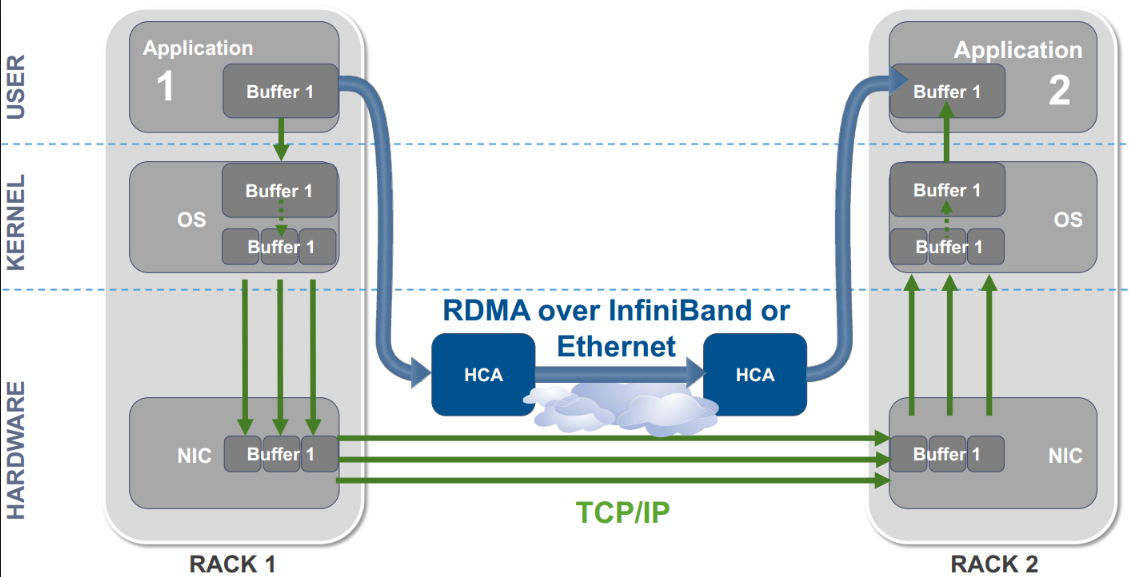 USER
Application
1
Buffer 1
Application
2
Buffer 1
KERNEL
OS
Buffer 1
Buffer 1
Buffer 1
Buffer 1
OS
HARDWARE
RDMA over InfiniBand or
Ethernet
HCA
HCA
NIC
Buffer 1
Buffer 1
NIC
TCP/IP
RACK 1
RACK 2